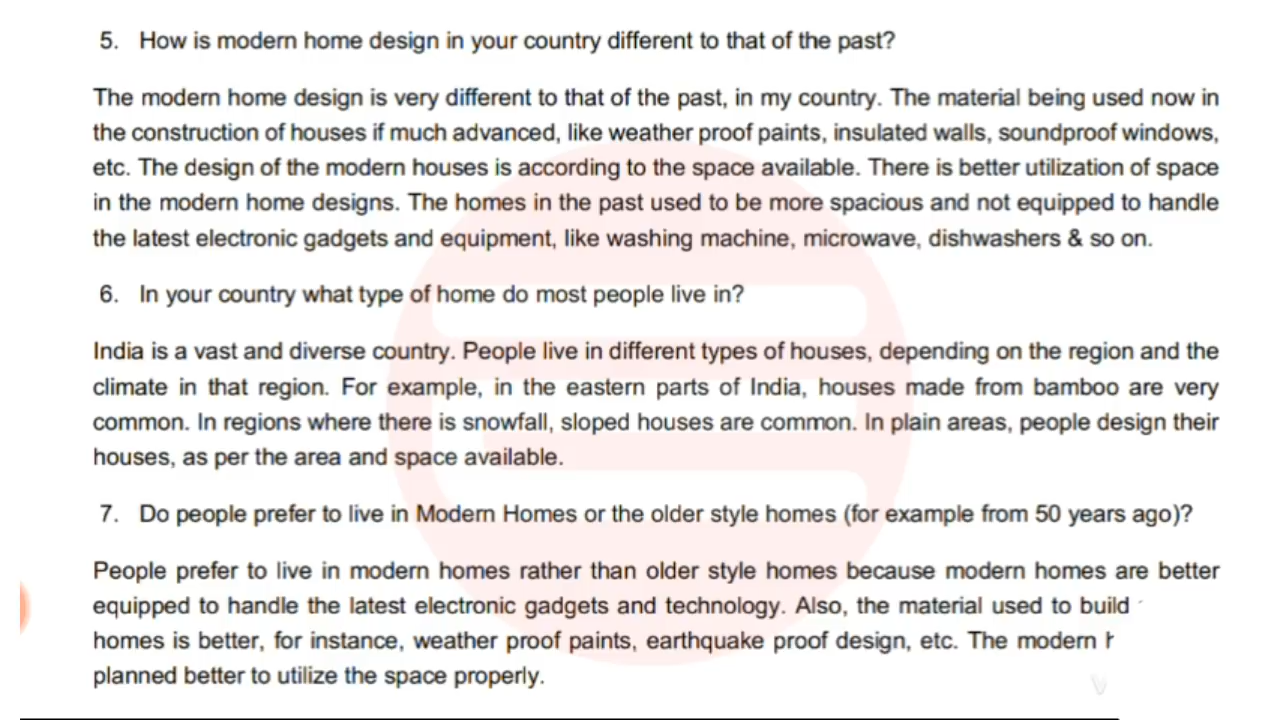 5. How is modern home design in your country different to that of the past?
The modern home design is very different to that of the past, in my country. The material being used now in
the construction of houses if much advanced, like weather proof paints, insulated walls, soundproof windows,
etc. The design of the modern houses is according to the space available. There is better utilization of space
in the modern home designs. The homes in the past used to be more spacious and not equipped to handle
the latest electronic gadgets and equipment, like washing machine, microwave, dishwashers & so on.
6. In your country what type of home do most people live in?
India is a vast and diverse country. People live in different types of houses, depending on the region and the
climate in that region. For example, in the eastern parts of India, houses made from bamboo are very
common. In regions where there is snowfall, sloped houses are common. In plain areas, people design their
houses, as per the area and space available.
7. Do people prefer to live in Modern Homes or the older style homes (for example from 50 years ago)?
People prefer to live in modern homes rather than older style homes because modern homes are better
equipped to handle the latest electronic gadgets and technology. Also, the material used to build
homes is better, for instance, weather proof paints, earthquake proof design, etc. The modern
planned better to utilize the space properly.